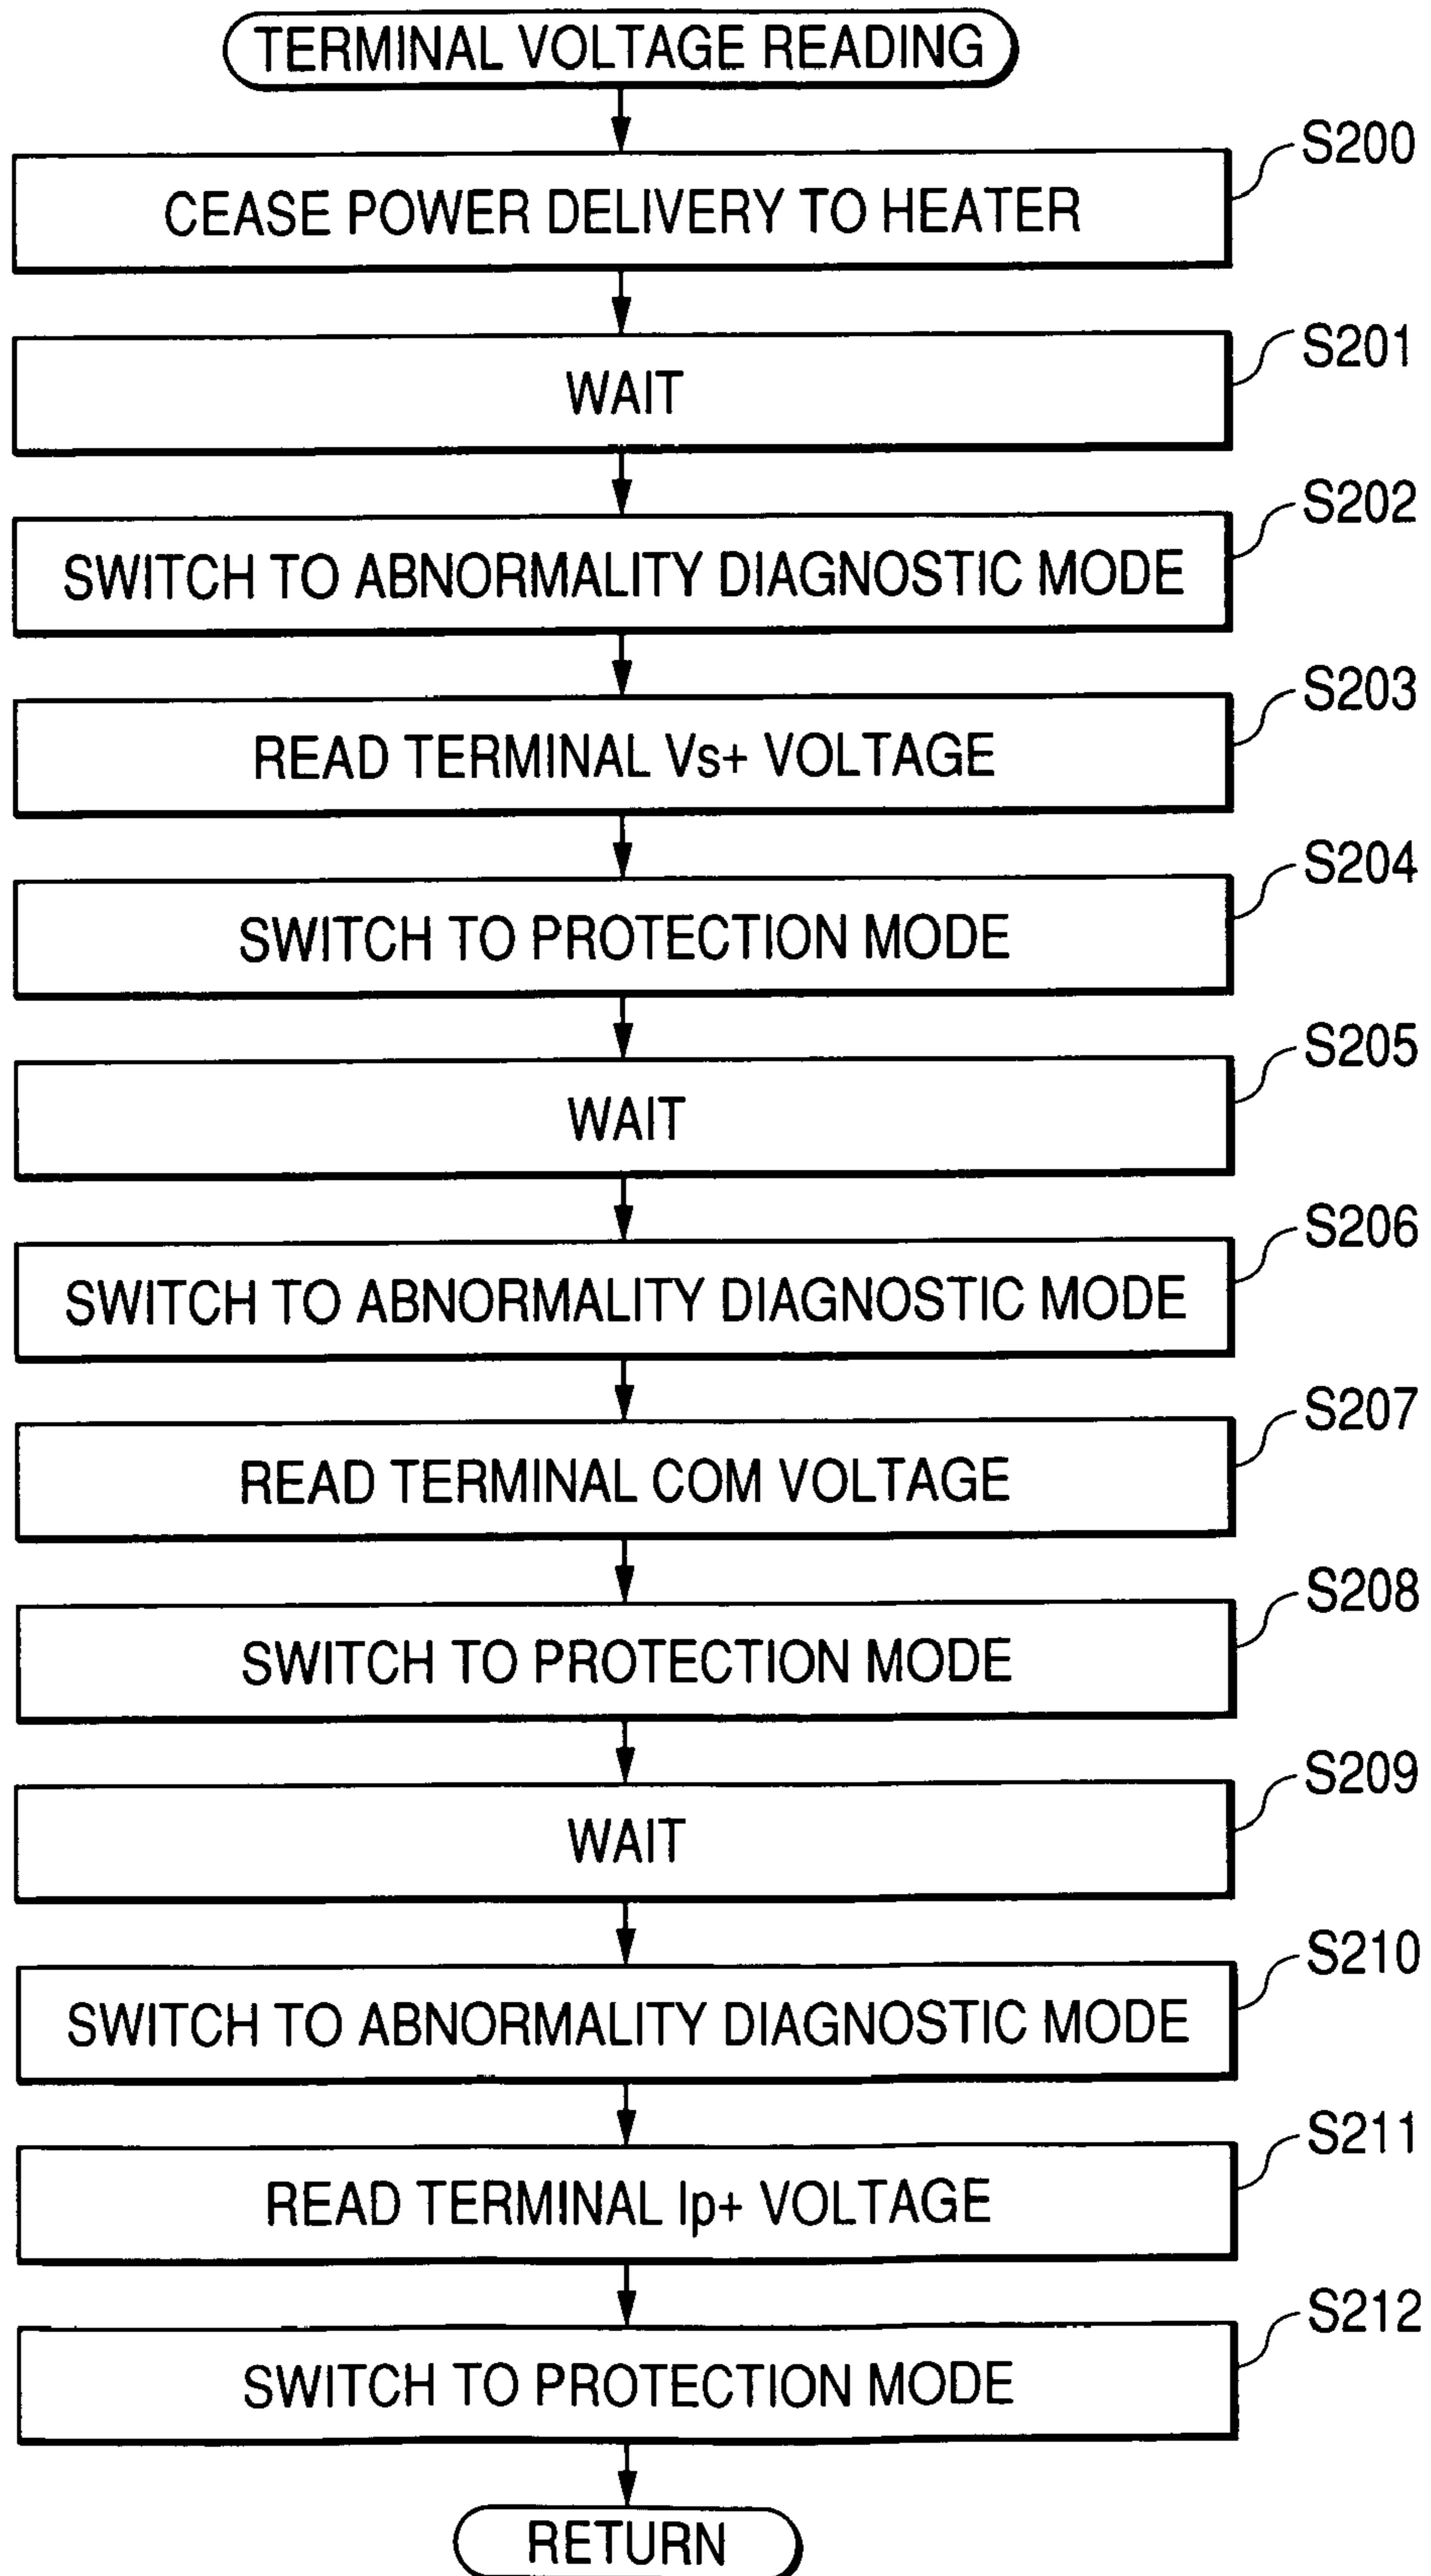 TERMINAL VOLTAGE READING
S200
CEASE POWER DELIVERY TO HEATER
S201
WAIT
S202
SWITCH TO ABNORMALITY DIAGNOSTIC MODE
S203
READ TERMINAL Vs+ VOLTAGE
S204
SWITCH TO PROTECTION MODE
S205
WAIT
S206
SWITCH TO ABNORMALITY DIAGNOSTIC MODE
S207
READ TERMINAL COM VOLTAGE
S208
SWITCH TO PROTECTION MODE
S209
WAIT
S210
SWITCH TO ABNORMALITY DIAGNOSTIC MODE
S211
READ TERMINAL Ip+ VOLTAGE
S212
SWITCH TO PROTECTION MODE
RETURN